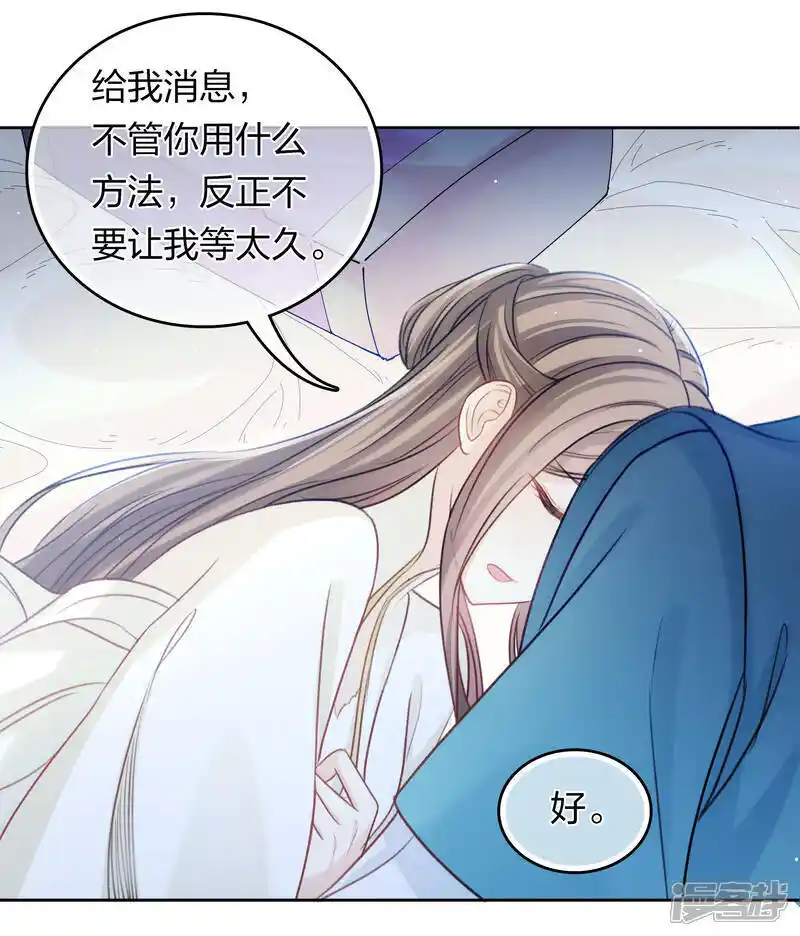 给我消息，
不管你用什么
方法，反正不
要让我等太久。
好。
漫客栈